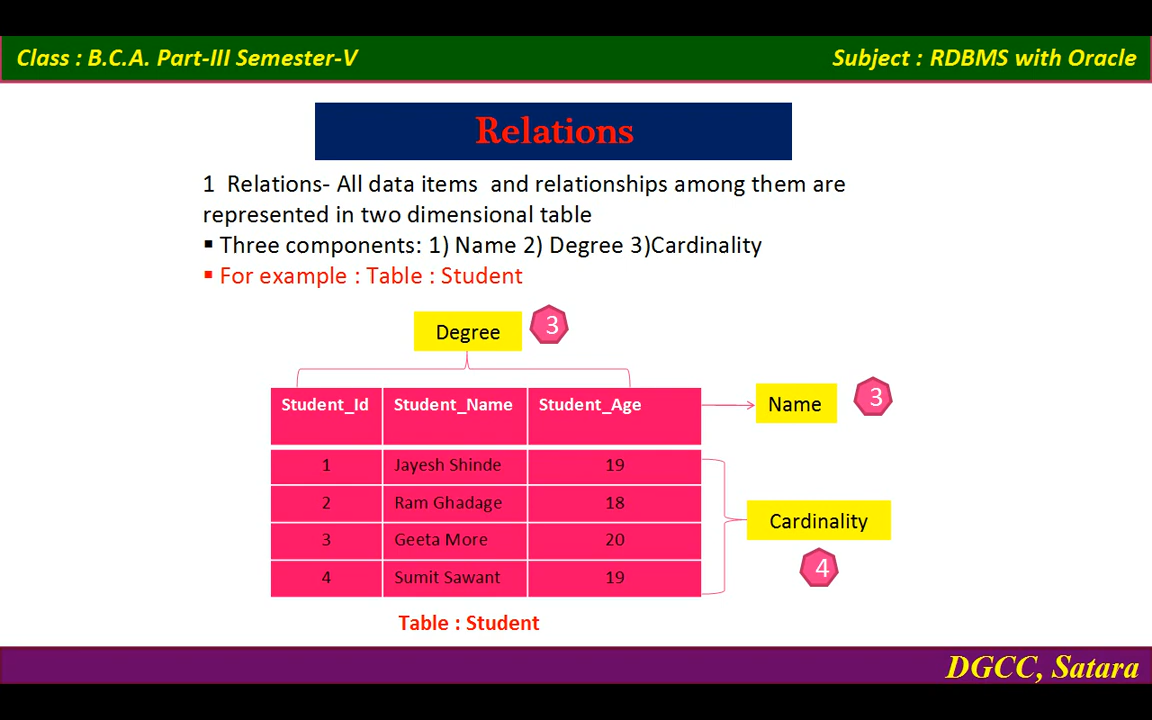 Class : B.C.A. Part-III Semester-V Subject : RDBMS with Oracle
Relations
1 Relations- All data items and relationships among them are
represented in two dimensional table
▪ Three components: 1) Name 2) Degree 3)Cardinality
▪ For example : Table : Student
Degree 3
Student_Id Student_Name Student_Age Name 3
1 Jayesh Shinde 19
2 Ram Ghadage 18
3 Geeta More 20
4 Sumit Sawant 19
Cardinality
4
Table : Student
DGCC, Satara